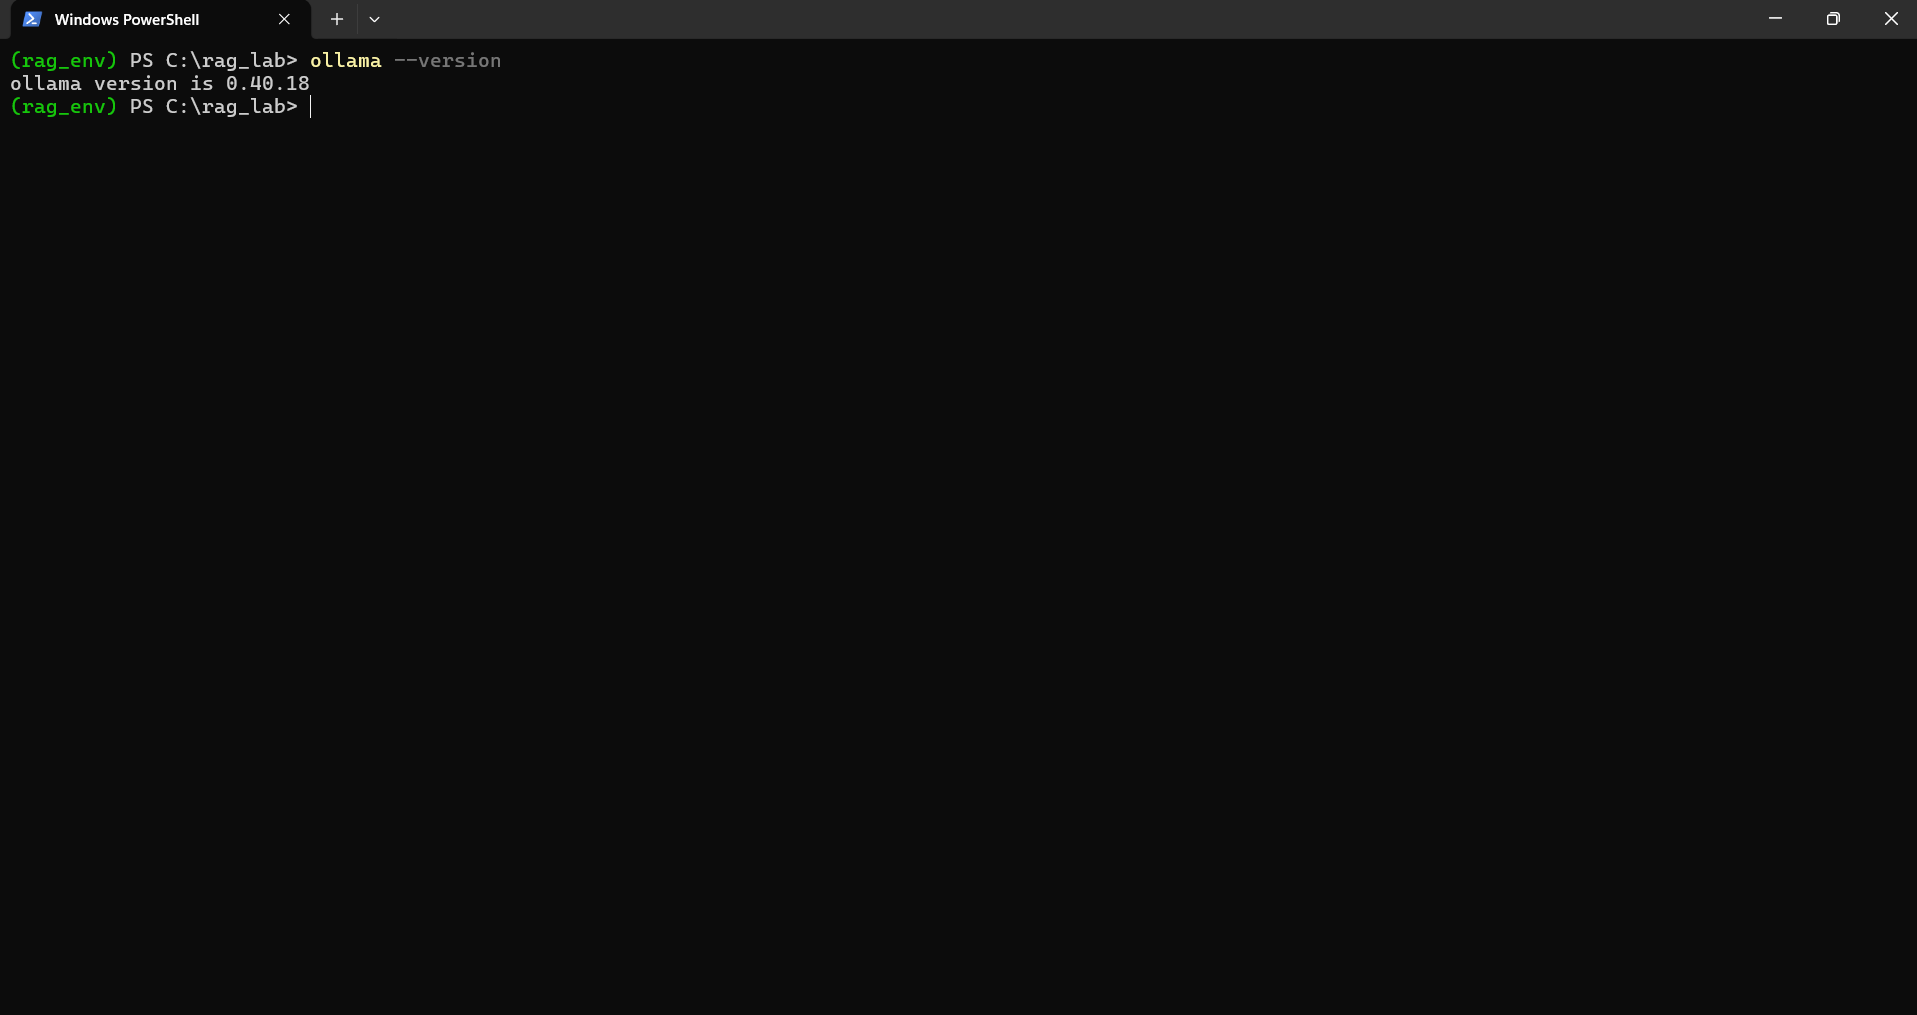 Windows PowerShell
(rag_env) PS C:\rag_lab> ollama --version
ollama version is 0.40.18
(rag_env) PS C:\rag_lab>